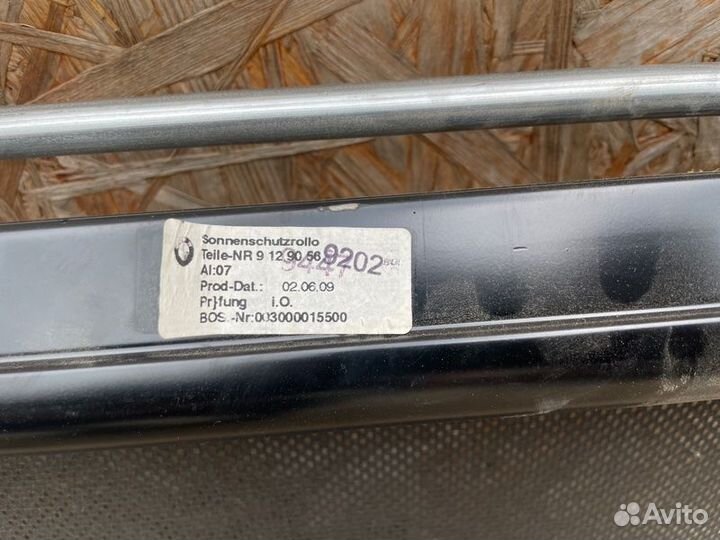 Sonnenschutzrollo
Teile-NR 9 12 90 56
9202
9447
AI:07
Prod-Dat.: 02.06.09
Pr}fung i.O.
BOS.-Nr:003000015500
Avito